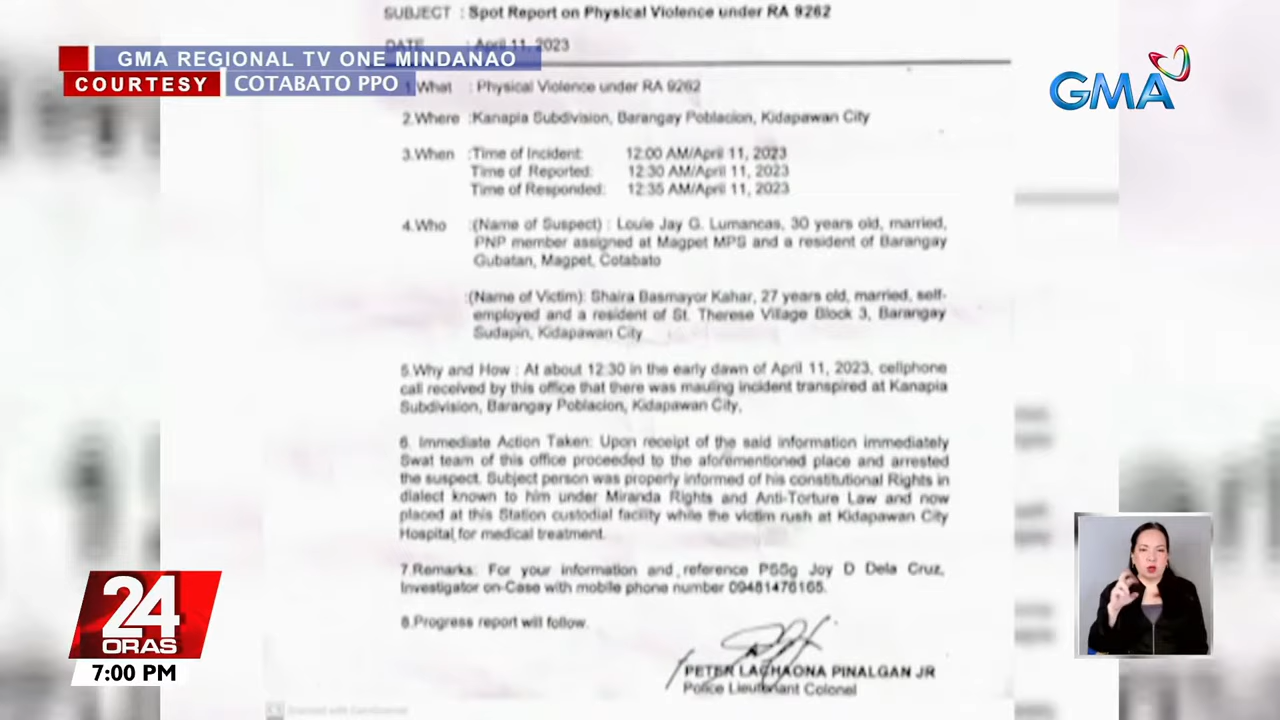 SUBJECT : Spot Report on Physical Violence under RA 9262
DATE : April 11, 2023
GMA REGIONAL TV ONE MINDANAO
COURTESY COTABATO PPO
GMA
1.What : Physical Violence under RA 9262
2.Where :Kanapia Subdivision, Barangay Poblacion, Kidapawan City
3.When :Time of Incident: 12:00 AM/April 11, 2023
Time of Reported: 12:30 AM/April 11, 2023
Time of Responded: 12:35 AM/April 11, 2023
4.Who :(Name of Suspect) : Louie Jay G. Lumancas, 30 years old, married,
PNP member assigned at Magpet MPS and a resident of Barangay
Gubatan, Magpet, Cotabato
:(Name of Victim): Shaira Basmayor Kahar, 27 years old, married, self-
employed and a resident of St. Therese Village Block 3, Barangay
Sudapin, Kidapawan City
5.Why and How : At about 12:30 in the early dawn of April 11, 2023, cellphone
call received by this office that there was mauling incident transpired at Kanapia
Subdivision, Barangay Poblacion, Kidapawan City,
6. Immediate Action Taken: Upon receipt of the said information immediately
Swat team of this office proceeded to the aforementioned place and arrested
the suspect. Subject person was properly informed of his constitutional Rights in
dialect known to him under Miranda Rights and Anti-Torture Law and now
placed at this Station custodial facility while the victim rush at Kidapawan City
Hospital for medical treatment.
7.Remarks: For your information and reference PSSg Joy D Dela Cruz,
Investigator on-Case with mobile phone number 09481476165.
8.Progress report will follow.
PETER LACHAONA PINALGAN JR
Police Lieutenant Colonel
Scanned with CamScanner
24
ORAS
7:00 PM